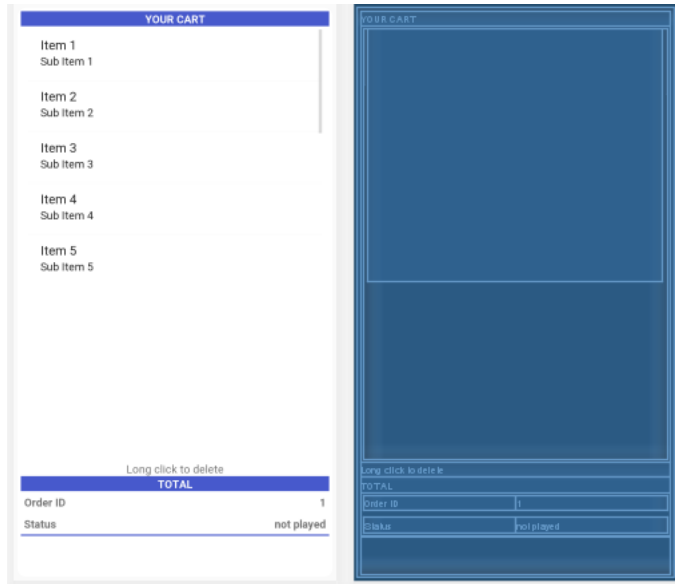 YOUR CART
Item 1
Sub Item 1
Item 2
Sub Item 2
Item 3
Sub Item 3
Item 4
Sub Item 4
Item 5
Sub Item 5
Long click to delete
TOTAL
Order ID 1
Status not played
YOUR CART
Long click to delete
TOTAL
Order ID 1
Status not played